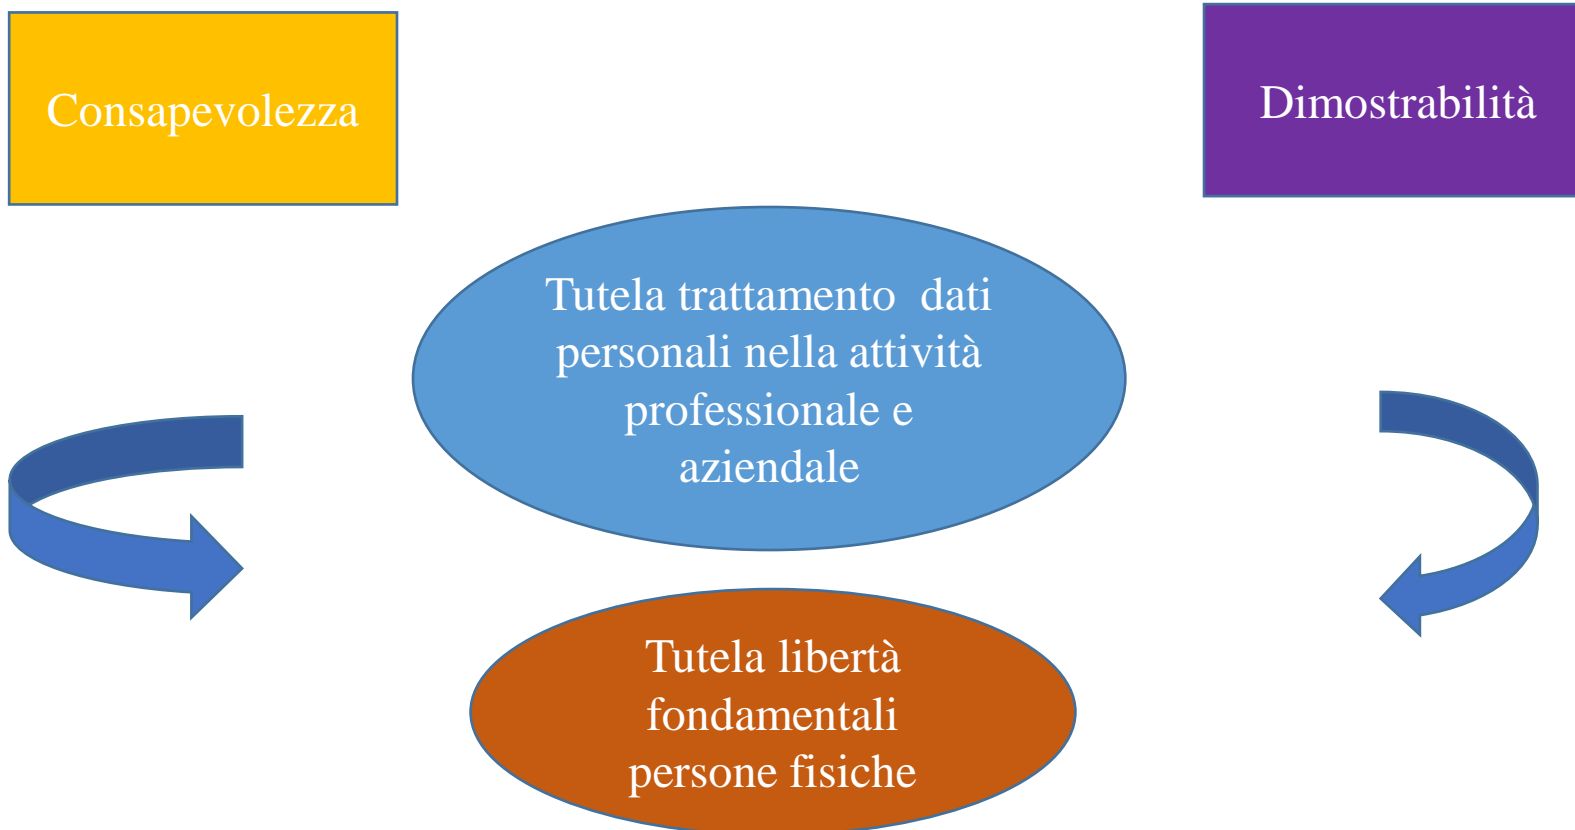 Consapevolezza
Dimostrabilità
Tutela trattamento dati
personali nella attività
professionale e
aziendale
Tutela libertà
fondamentali
persone fisiche